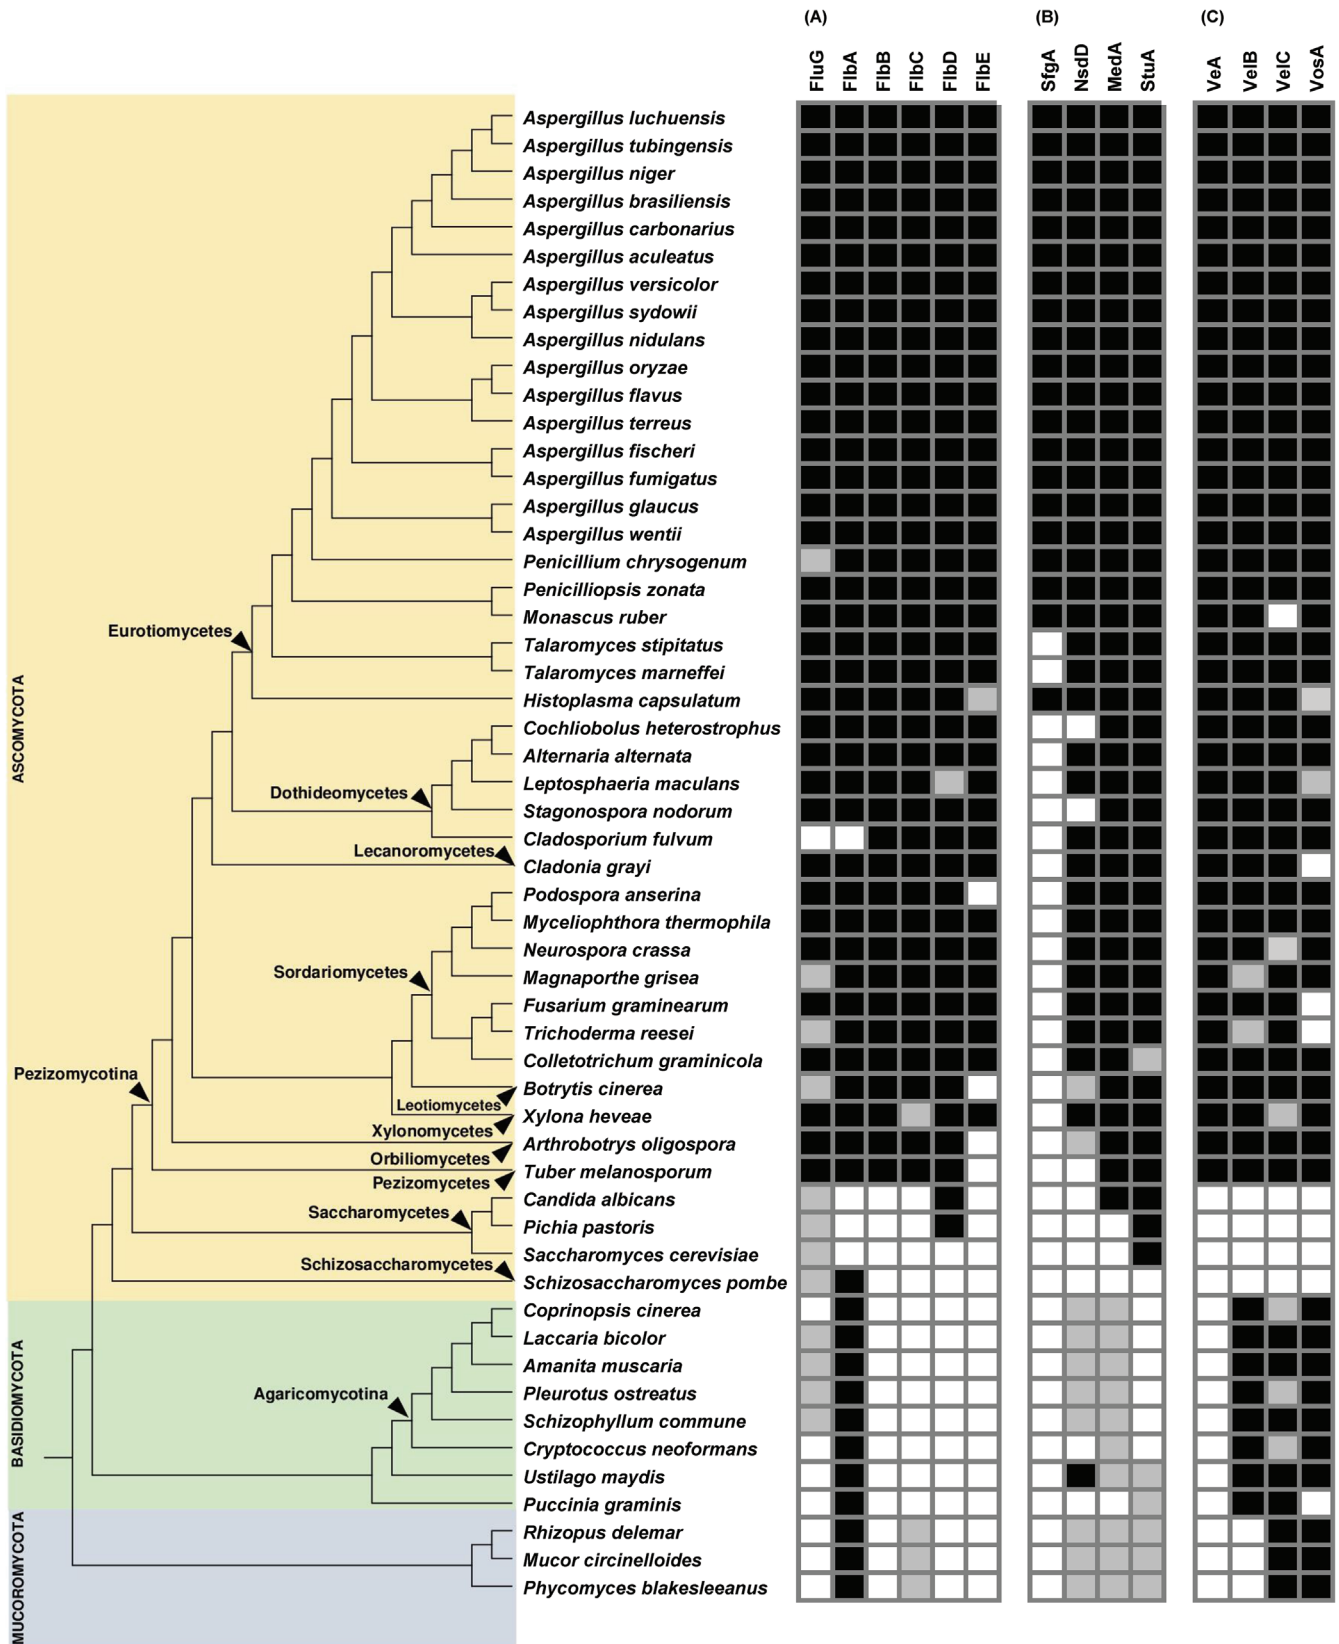 (A) (B) (C)
FluG FlbA FlbB FlbC FlbD FlbE SfgA NsdD MedA StuA VeA VelB VelC VosA
Aspergillus luchuensis
Aspergillus tubingensis
Aspergillus niger
Aspergillus brasiliensis
Aspergillus carbonarius
Aspergillus aculeatus
Aspergillus versicolor
Aspergillus sydowii
Aspergillus nidulans
Aspergillus oryzae
Aspergillus flavus
Aspergillus terreus
Aspergillus fischeri
Aspergillus fumigatus
Aspergillus glaucus
Aspergillus wentii
Penicillium chrysogenum
Penicilliopsis zonata
Monascus ruber
Eurotiomycetes
Talaromyces stipitatus
Talaromyces marneffei
Histoplasma capsulatum
ASCOMYCOTA
Cochliobolus heterostrophus
Alternaria alternata
Leptosphaeria maculans
Dothideomycetes
Stagonospora nodorum
Cladosporium fulvum
Lecanoromycetes
Cladonia grayi
Podospora anserina
Myceliophthora thermophila
Neurospora crassa
Sordariomycetes
Magnaporthe grisea
Fusarium graminearum
Trichoderma reesei
Colletotrichum graminicola
Pezizomycotina
Botrytis cinerea
Leotiomycetes
Xylona heveae
Xylonomycetes
Arthrobotrys oligospora
Orbiliomycetes
Tuber melanosporum
Pezizomycetes
Candida albicans
Saccharomycetes
Pichia pastoris
Saccharomyces cerevisiae
Schizosaccharomycetes
Schizosaccharomyces pombe
Coprinopsis cinerea
Laccaria bicolor
Amanita muscaria
Agaricomycotina
Pleurotus ostreatus
BASIDIOMYCOTA
Schizophyllum commune
Cryptococcus neoformans
Ustilago maydis
Puccinia graminis
Rhizopus delemar
Mucor circinelloides
MUCOROMYCOTA
Phycomyces blakesleeanus